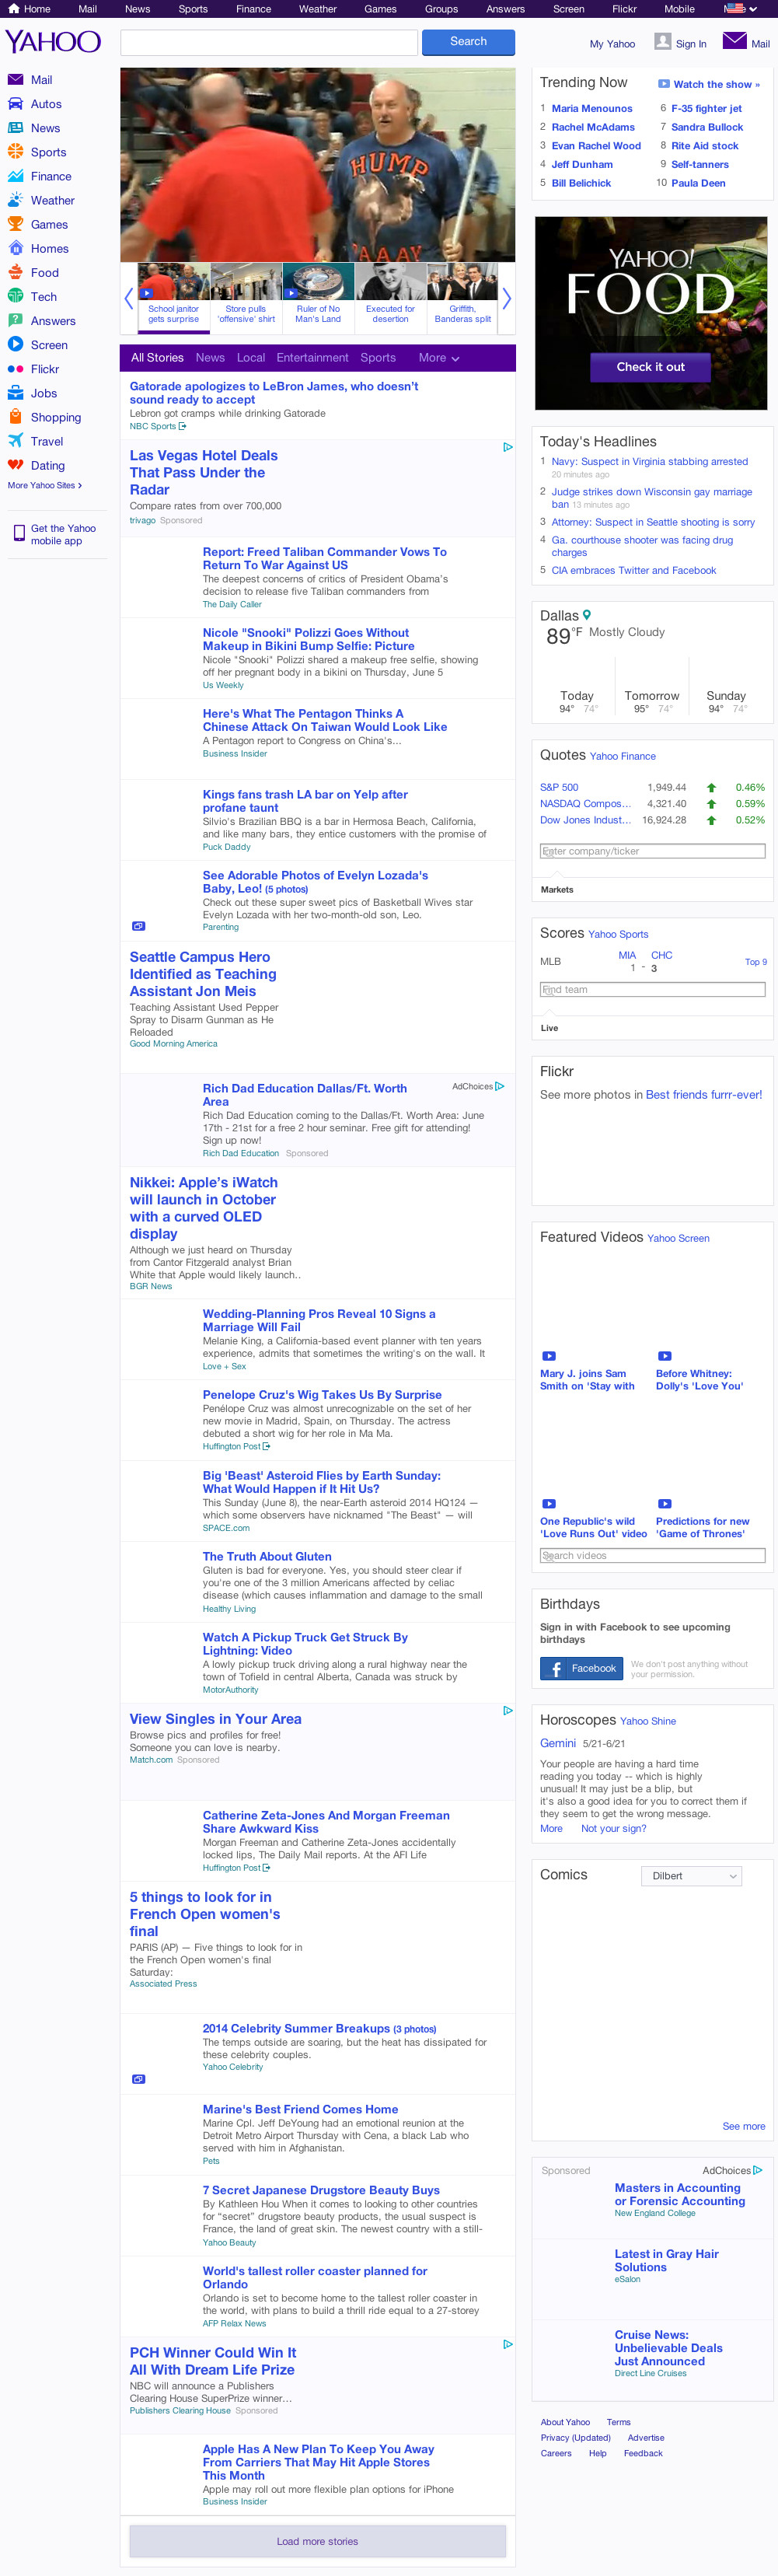 Home Mail News Sports Finance Weather Games Groups Answers Screen Flickr Mobile
YAHOO
Search
My Yahoo Sign In Mail
Mail
Autos
News
Sports
Finance
Weather
Games
Homes
Food
Tech
Answers
Screen
Flickr
Jobs
Shopping
Travel
Dating
More Yahoo Sites ›
Get the Yahoo
mobile app
HUMP
School janitor
gets surprise
Store pulls
'offensive' shirt
Ruler of No
Man's Land
Executed for
desertion
Griffith,
Banderas split
All Stories News Local Entertainment Sports More
Gatorade apologizes to LeBron James, who doesn't
sound ready to accept
Lebron got cramps while drinking Gatorade
NBC Sports
Las Vegas Hotel Deals
That Pass Under the
Radar
Compare rates from over 700,000
trivago Sponsored
Report: Freed Taliban Commander Vows To
Return To War Against US
The deepest concerns of critics of President Obama's
decision to release five Taliban commanders from
The Daily Caller
Nicole "Snooki" Polizzi Goes Without
Makeup in Bikini Bump Selfie: Picture
Nicole "Snooki" Polizzi shared a makeup free selfie, showing
off her pregnant body in a bikini on Thursday, June 5
Us Weekly
Here's What The Pentagon Thinks A
Chinese Attack On Taiwan Would Look Like
A Pentagon report to Congress on China's...
Business Insider
Kings fans trash LA bar on Yelp after
profane taunt
Silvio's Brazilian BBQ is a bar in Hermosa Beach, California,
and like many bars, they entice customers with the promise of
Puck Daddy
See Adorable Photos of Evelyn Lozada's
Baby, Leo! (5 photos)
Check out these super sweet pics of Basketball Wives star
Evelyn Lozada with her two-month-old son, Leo.
Parenting
Seattle Campus Hero
Identified as Teaching
Assistant Jon Meis
Teaching Assistant Used Pepper
Spray to Disarm Gunman as He
Reloaded
Good Morning America
Rich Dad Education Dallas/Ft. Worth
Area
AdChoices
Rich Dad Education coming to the Dallas/Ft. Worth Area: June
17th - 21st for a free 2 hour seminar. Free gift for attending!
Sign up now!
Rich Dad Education Sponsored
Nikkei: Apple's iWatch
will launch in October
with a curved OLED
display
Although we just heard on Thursday
from Cantor Fitzgerald analyst Brian
White that Apple would likely launch..
BGR News
Wedding-Planning Pros Reveal 10 Signs a
Marriage Will Fail
Melanie King, a California-based event planner with ten years
experience, admits that sometimes the writing's on the wall. It
Love + Sex
Penelope Cruz's Wig Takes Us By Surprise
Penélope Cruz was almost unrecognizable on the set of her
new movie in Madrid, Spain, on Thursday. The actress
debuted a short wig for her role in Ma Ma.
Huffington Post
Big 'Beast' Asteroid Flies by Earth Sunday:
What Would Happen if It Hit Us?
This Sunday (June 8), the near-Earth asteroid 2014 HQ124 —
which some observers have nicknamed "The Beast" — will
SPACE.com
The Truth About Gluten
Gluten is bad for everyone. Yes, you should steer clear if
you're one of the 3 million Americans affected by celiac
disease (which causes inflammation and damage to the small
Healthy Living
Watch A Pickup Truck Get Struck By
Lightning: Video
A lowly pickup truck driving along a rural highway near the
town of Tofield in central Alberta, Canada was struck by
MotorAuthority
View Singles in Your Area
Browse pics and profiles for free!
Someone you can love is nearby.
Match.com Sponsored
Catherine Zeta-Jones And Morgan Freeman
Share Awkward Kiss
Morgan Freeman and Catherine Zeta-Jones accidentally
locked lips, The Daily Mail reports. At the AFI Life
Huffington Post
5 things to look for in
French Open women's
final
PARIS (AP) — Five things to look for in
the French Open women's final
Saturday:
Associated Press
2014 Celebrity Summer Breakups (3 photos)
The temps outside are soaring, but the heat has dissipated for
these celebrity couples.
Yahoo Celebrity
Marine's Best Friend Comes Home
Marine Cpl. Jeff DeYoung had an emotional reunion at the
Detroit Metro Airport Thursday with Cena, a black Lab who
served with him in Afghanistan.
Pets
7 Secret Japanese Drugstore Beauty Buys
By Kathleen Hou When it comes to looking to other countries
for "secret" drugstore beauty products, the usual suspect is
France, the land of great skin. The newest country with a still-
Yahoo Beauty
World's tallest roller coaster planned for
Orlando
Orlando is set to become home to the tallest roller coaster in
the world, with plans to build a thrill ride equal to a 27-storey
AFP Relax News
PCH Winner Could Win It
All With Dream Life Prize
NBC will announce a Publishers
Clearing House SuperPrize winner...
Publishers Clearing House Sponsored
Apple Has A New Plan To Keep You Away
From Carriers That May Hit Apple Stores
This Month
Apple may roll out more flexible plan options for iPhone
Business Insider
Load more stories
Trending Now Watch the show »
1 Maria Menounos
2 Rachel McAdams
3 Evan Rachel Wood
4 Jeff Dunham
5 Bill Belichick
6 F-35 fighter jet
7 Sandra Bullock
8 Rite Aid stock
9 Self-tanners
10 Paula Deen
YAHOO!
FOOD
Check it out
Today's Headlines
1 Navy: Suspect in Virginia stabbing arrested
20 minutes ago
2 Judge strikes down Wisconsin gay marriage
ban 13 minutes ago
3 Attorney: Suspect in Seattle shooting is sorry
4 Ga. courthouse shooter was facing drug
charges
5 CIA embraces Twitter and Facebook
Dallas
89°F Mostly Cloudy
Today Tomorrow Sunday
94° 74° 95° 74° 94° 74°
Quotes Yahoo Finance
S&P 500 1,949.44 0.46%
NASDAQ Compos... 4,321.40 0.59%
Dow Jones Indust... 16,924.28 0.52%
Enter company/ticker
Markets
Scores Yahoo Sports
MLB MIA 1 - CHC 3 Top 9
Find team
Live
Flickr
See more photos in Best friends furrr-ever!
Featured Videos Yahoo Screen
Mary J. joins Sam
Smith on 'Stay with
Before Whitney:
Dolly's 'Love You'
One Republic's wild
'Love Runs Out' video
Predictions for new
'Game of Thrones'
Search videos
Birthdays
Sign in with Facebook to see upcoming
birthdays
Facebook
We don't post anything without
your permission.
Horoscopes Yahoo Shine
Gemini 5/21-6/21
Your people are having a hard time
reading you today -- which is highly
unusual! It may just be a blip, but
it's also a good idea for you to correct them if
they seem to get the wrong message.
More Not your sign?
Comics Dilbert
See more
Sponsored AdChoices
Masters in Accounting
or Forensic Accounting
New England College
Latest in Gray Hair
Solutions
eSalon
Cruise News:
Unbelievable Deals
Just Announced
Direct Line Cruises
About Yahoo Terms
Privacy (Updated) Advertise
Careers Help Feedback